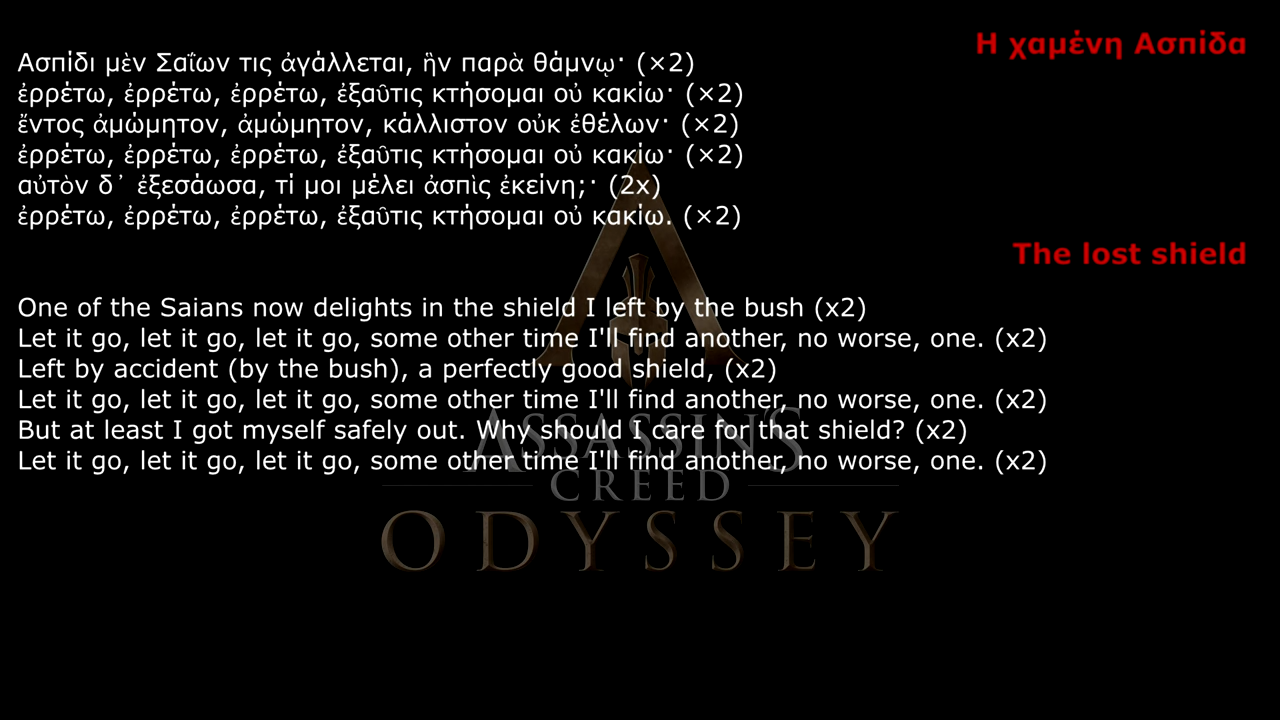 Η χαμένη Ασπίδα
Ασπίδι μὲν Σαΐων τις ἀγάλλεται, ἣν παρὰ θάμνῳ· (×2)
ἐρρέτω, ἐρρέτω, ἐρρέτω, ἐξαῦτις κτήσομαι οὐ κακίω· (×2)
ἔντος ἀμώμητον, ἀμώμητον, κάλλιστον οὐκ ἐθέλων· (×2)
ἐρρέτω, ἐρρέτω, ἐρρέτω, ἐξαῦτις κτήσομαι οὐ κακίω· (×2)
αὐτὸν δ᾽ ἐξεσάωσα, τί μοι μέλει ἀσπὶς ἐκείνη;· (2x)
ἐρρέτω, ἐρρέτω, ἐρρέτω, ἐξαῦτις κτήσομαι οὐ κακίω. (×2)
The lost shield
One of the Saians now delights in the shield I left by the bush (x2)
Let it go, let it go, let it go, some other time I'll find another, no worse, one. (x2)
Left by accident (by the bush), a perfectly good shield, (x2)
Let it go, let it go, let it go, some other time I'll find another, no worse, one. (x2)
But at least I got myself safely out. Why should I care for that shield? (x2)
Let it go, let it go, let it go, some other time I'll find another, no worse, one. (x2)
ASSASSIN'S
CREED
ODYSSEY